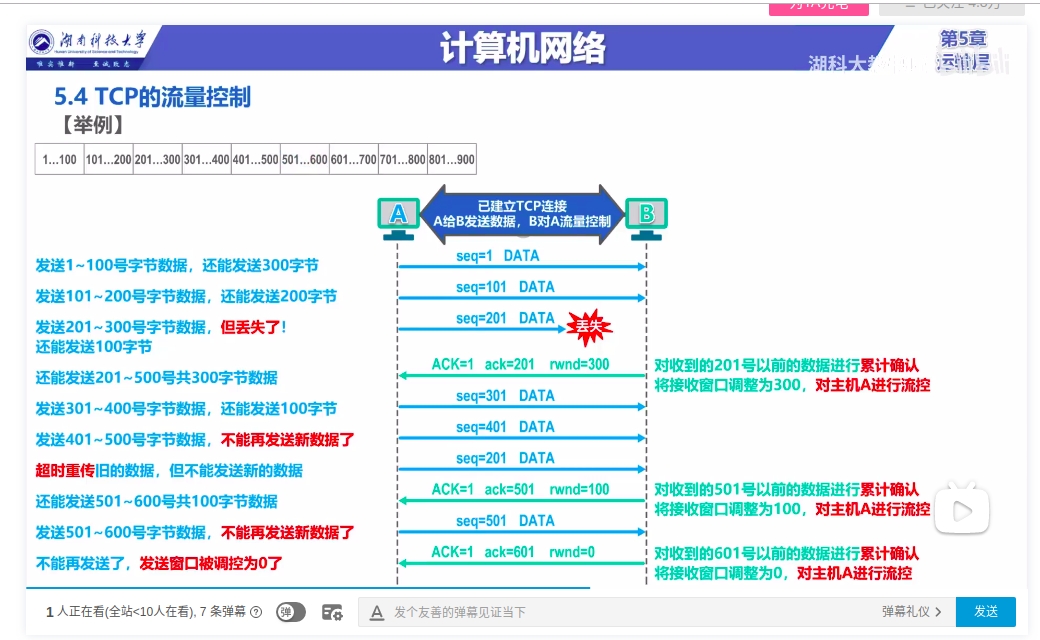 湖南科技大学
Hunan University of Science and Technology
唯实惟新 至诚致志
计算机网络
第5章
运输层
湖科大教
5.4 TCP的流量控制
【举例】
1…100 101…200 201…300 301…400 401…500 501…600 601…700 701…800 801…900
A
已建立TCP连接
A给B发送数据，B对A流量控制
B
seq=1 DATA
发送1~100号字节数据，还能发送300字节
seq=101 DATA
发送101~200号字节数据，还能发送200字节
seq=201 DATA
丢失
发送201~300号字节数据，但丢失了！
还能发送100字节
ACK=1 ack=201 rwnd=300
对收到的201号以前的数据进行累计确认
还能发送201~500号共300字节数据
将接收窗口调整为300，对主机A进行流控
seq=301 DATA
发送301~400号字节数据，还能发送100字节
seq=401 DATA
发送401~500号字节数据，不能再发送新数据了
seq=201 DATA
超时重传旧的数据，但不能发送新的数据
ACK=1 ack=501 rwnd=100
对收到的501号以前的数据进行累计确认
还能发送501~600号共100字节数据
将接收窗口调整为100，对主机A进行流控
seq=501 DATA
发送501~600号字节数据，不能再发送新数据了
ACK=1 ack=601 rwnd=0
对收到的601号以前的数据进行累计确认
不能再发送了，发送窗口被调控为0了
将接收窗口调整为0，对主机A进行流控
1 人正在看(全站<10人在看), 7 条弹幕
弹
A
发个友善的弹幕见证当下
弹幕礼仪
发送